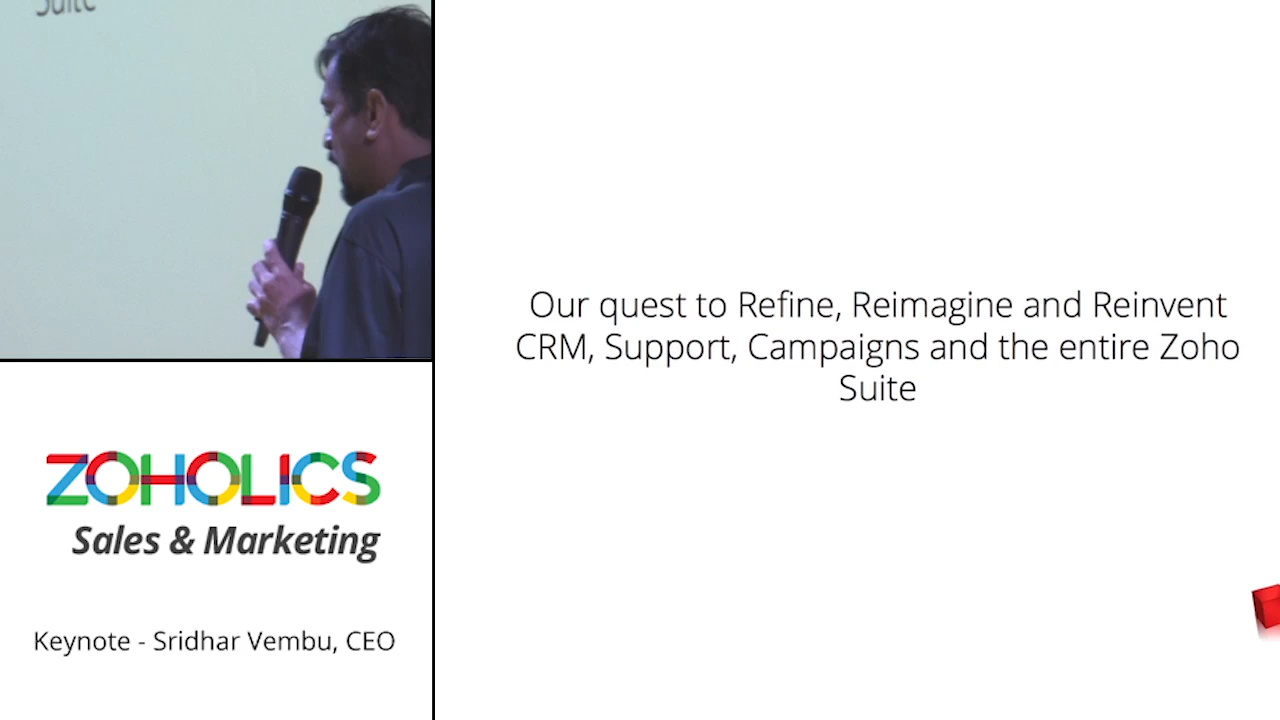 Suite
ZOHOLICS
Sales & Marketing
Keynote - Sridhar Vembu, CEO
Our quest to Refine, Reimagine and Reinvent
CRM, Support, Campaigns and the entire Zoho
Suite